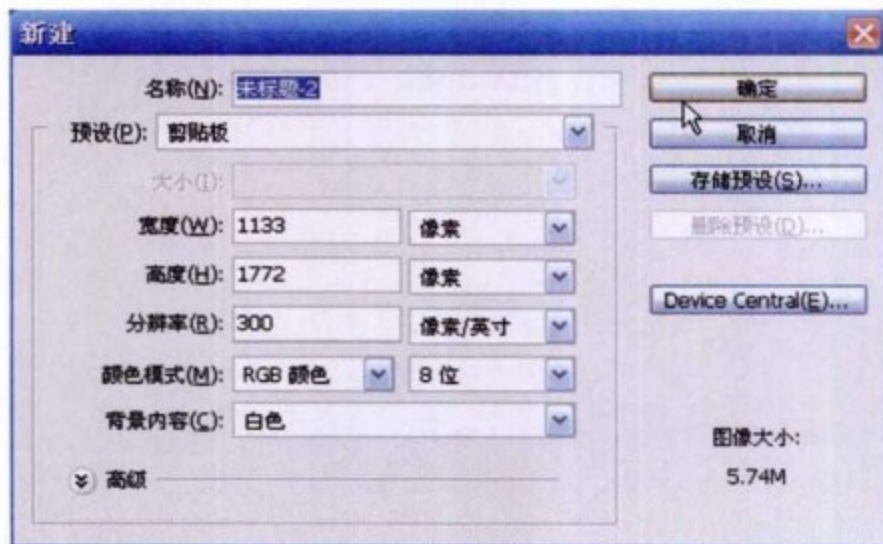 新建
名称(N): 未标题-2
确定
预设(P): 剪贴板
取消
大小(I):
存储预设(S)...
宽度(W): 1133 像素
删除预设(D)...
高度(H): 1772 像素
Device Central(E)...
分辨率(R): 300 像素/英寸
颜色模式(M): RGB 颜色 8 位
背景内容(C): 白色
图像大小:
高级
5.74M